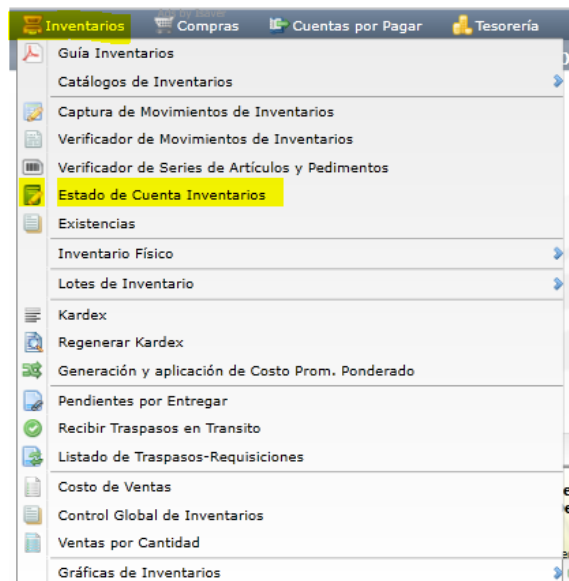 Inventarios Compras Cuentas por Pagar Tesorería
Guía Inventarios
Catálogos de Inventarios
Captura de Movimientos de Inventarios
Verificador de Movimientos de Inventarios
Verificador de Series de Artículos y Pedimentos
Estado de Cuenta Inventarios
Existencias
Inventario Físico
Lotes de Inventario
Kardex
Regenerar Kardex
Generación y aplicación de Costo Prom. Ponderado
Pendientes por Entregar
Recibir Traspasos en Transito
Listado de Traspasos-Requisiciones
Costo de Ventas
Control Global de Inventarios
Ventas por Cantidad
Gráficas de Inventarios